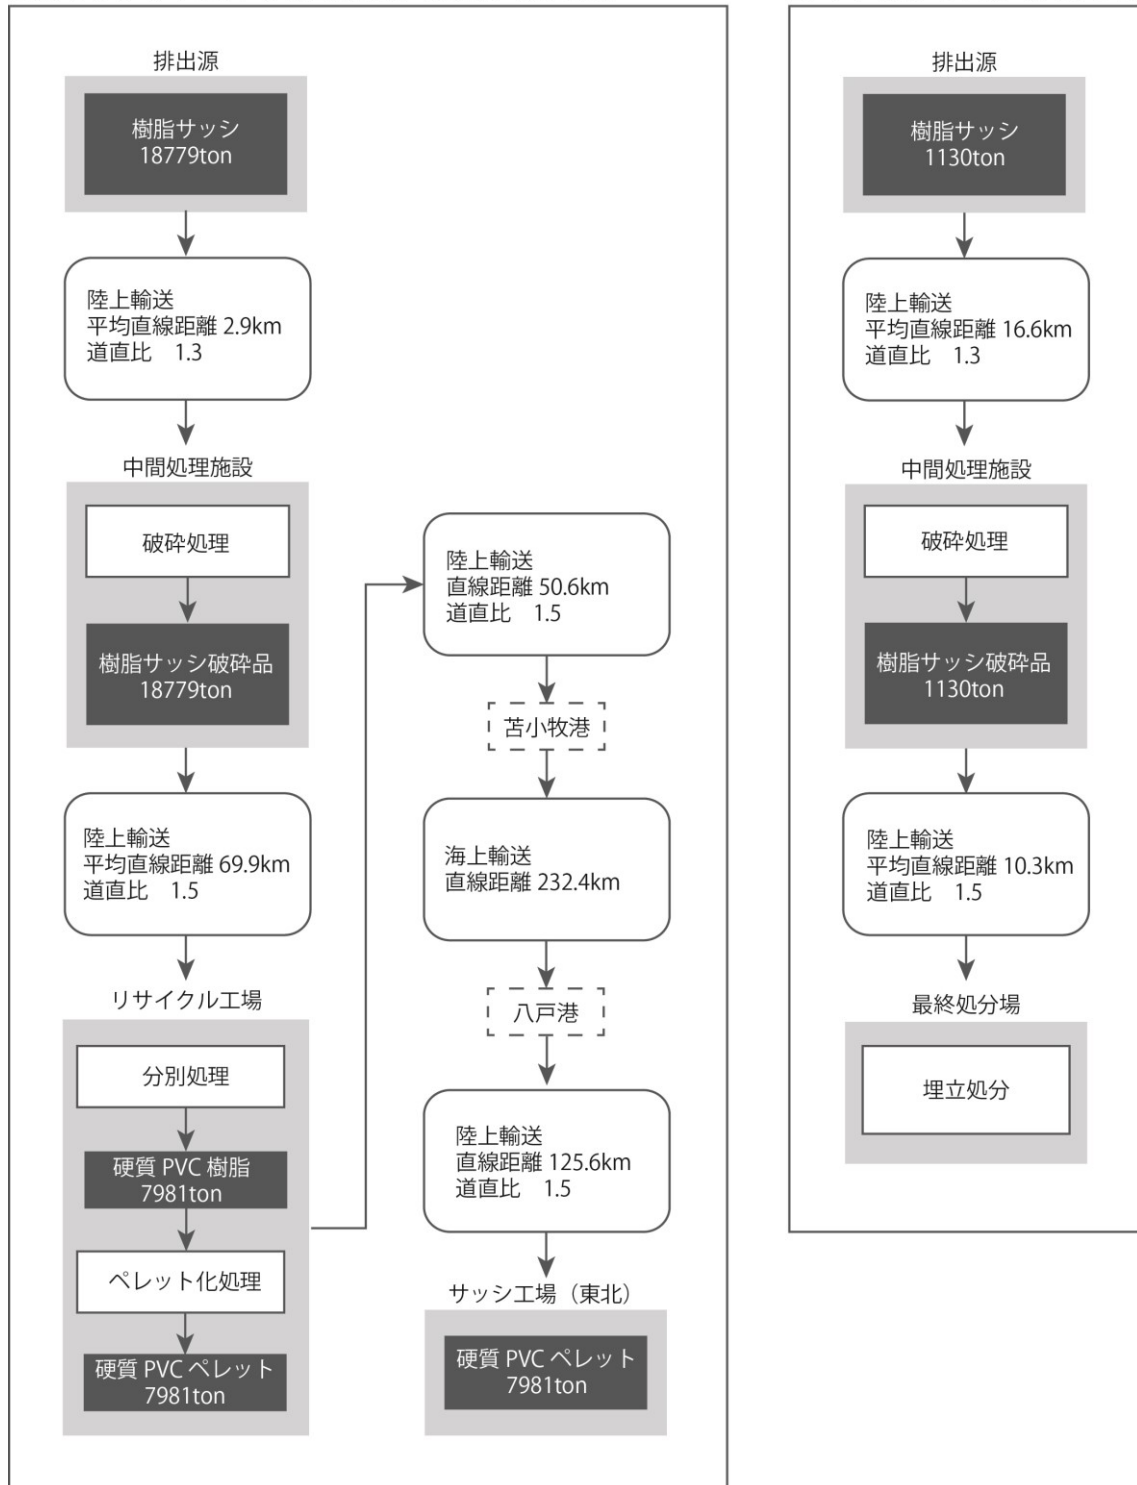 排出源
樹脂サッシ
18779ton
陸上輸送
平均直線距離 2.9km
道直比　1.3
中間処理施設
破砕処理
樹脂サッシ破砕品
18779ton
陸上輸送
平均直線距離 69.9km
道直比　1.5
リサイクル工場
分別処理
硬質 PVC 樹脂
7981ton
ペレット化処理
硬質 PVC ペレット
7981ton
陸上輸送
直線距離 50.6km
道直比　1.5
苫小牧港
海上輸送
直線距離 232.4km
八戸港
陸上輸送
直線距離 125.6km
道直比　1.5
サッシ工場（東北）
硬質 PVC ペレット
7981ton
排出源
樹脂サッシ
1130ton
陸上輸送
平均直線距離 16.6km
道直比　1.3
中間処理施設
破砕処理
樹脂サッシ破砕品
1130ton
陸上輸送
平均直線距離 10.3km
道直比　1.5
最終処分場
埋立処分